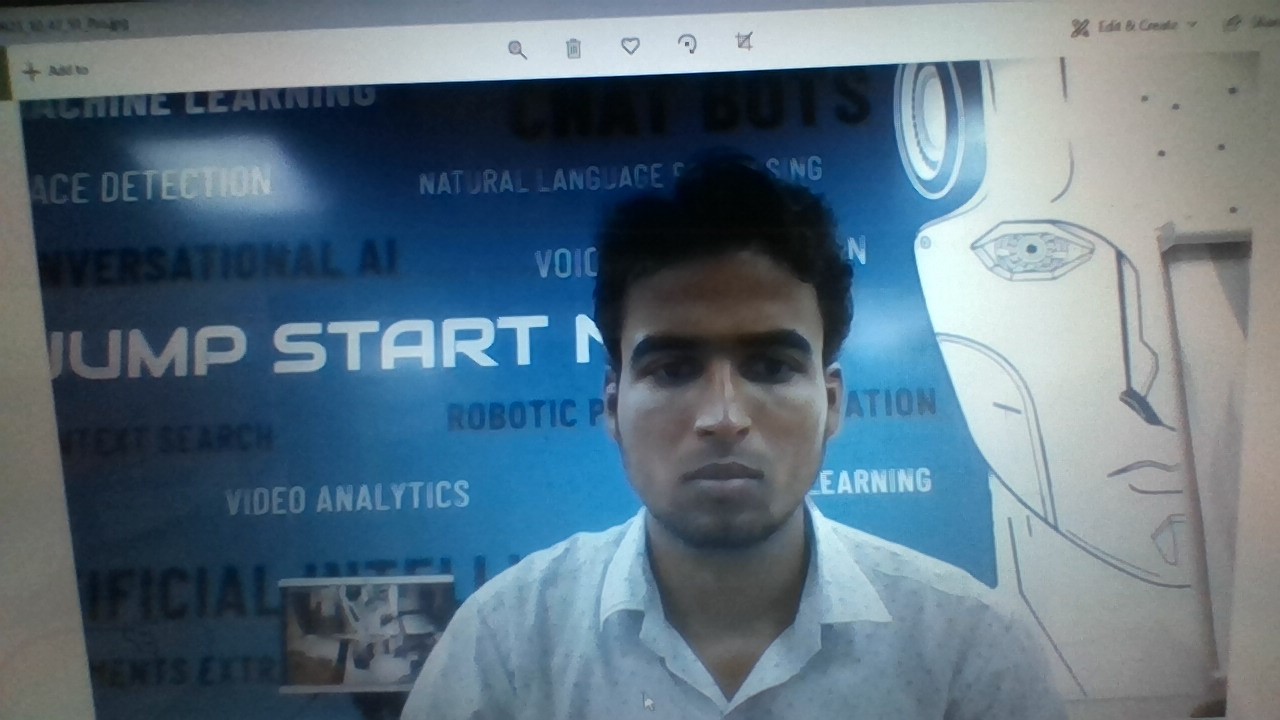 Edit & Create
Add to
ACHINE LEARNING
CHAT BOTS
ACE DETECTION
NATURAL LANGUAGE
SING
NVERSATIONAL AI
VOIC
N
JUMP START N
ROBOTIC P
ATION
NTEXT SEARCH
VIDEO ANALYTICS
LEARNING
IFICIAL INTELLI
MENTS EXTR